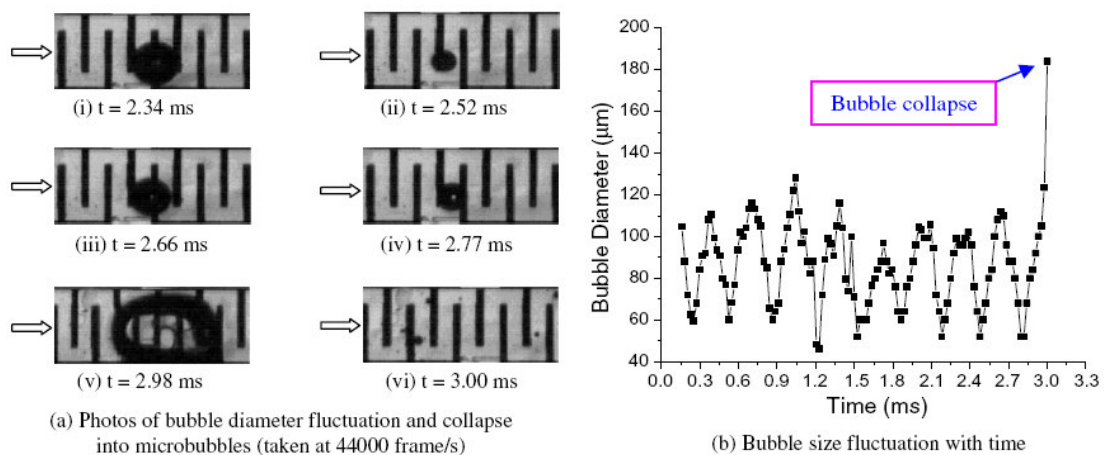 (i) t = 2.34 ms
(ii) t = 2.52 ms
(iii) t = 2.66 ms
(iv) t = 2.77 ms
(v) t = 2.98 ms
(vi) t = 3.00 ms
(a) Photos of bubble diameter fluctuation and collapse
into microbubbles (taken at 44000 frame/s)
200
180
160
140
120
100
80
60
40
Bubble Diameter (μm)
Bubble collapse
0.0 0.3 0.6 0.9 1.2 1.5 1.8 2.1 2.4 2.7 3.0 3.3
Time (ms)
(b) Bubble size fluctuation with time